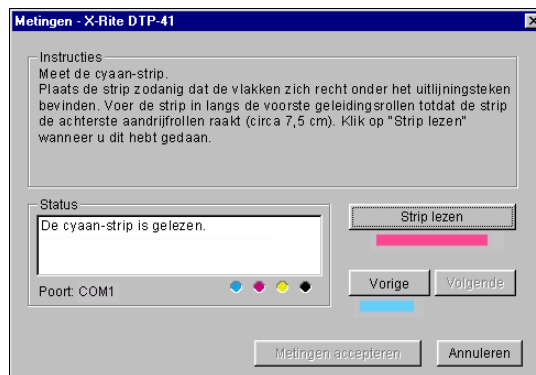 Metingen - X-Rite DTP-41
Instructies
Meet de cyaan-strip.
Plaats de strip zodanig dat de vlakken zich recht onder het uitlijningsteken
bevinden. Voer de strip in langs de voorste geleidingsrollen totdat de strip
de achterste aandrijfrollen raakt (circa 7,5 cm). Klik op "Strip lezen"
wanneer u dit hebt gedaan.
Status
De cyaan-strip is gelezen.
Strip lezen
Poort: COM1
Vorige
Volgende
Metingen accepteren
Annuleren